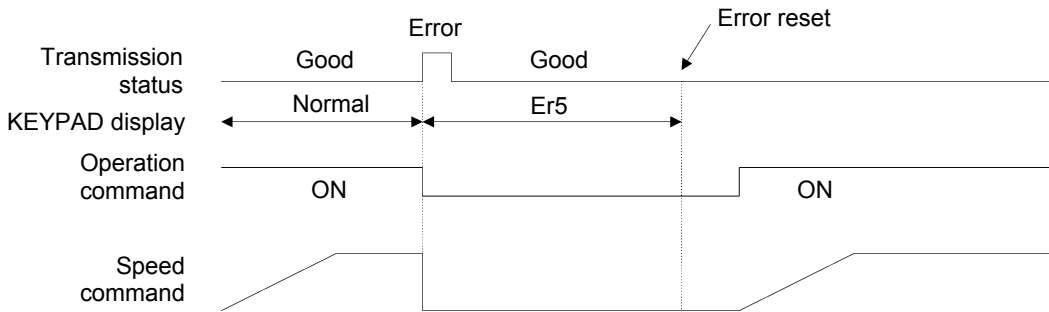 Error reset
Error
Transmission
status
Good
Good
KEYPAD display
Normal
Er5
Operation
command
ON
ON
Speed
command